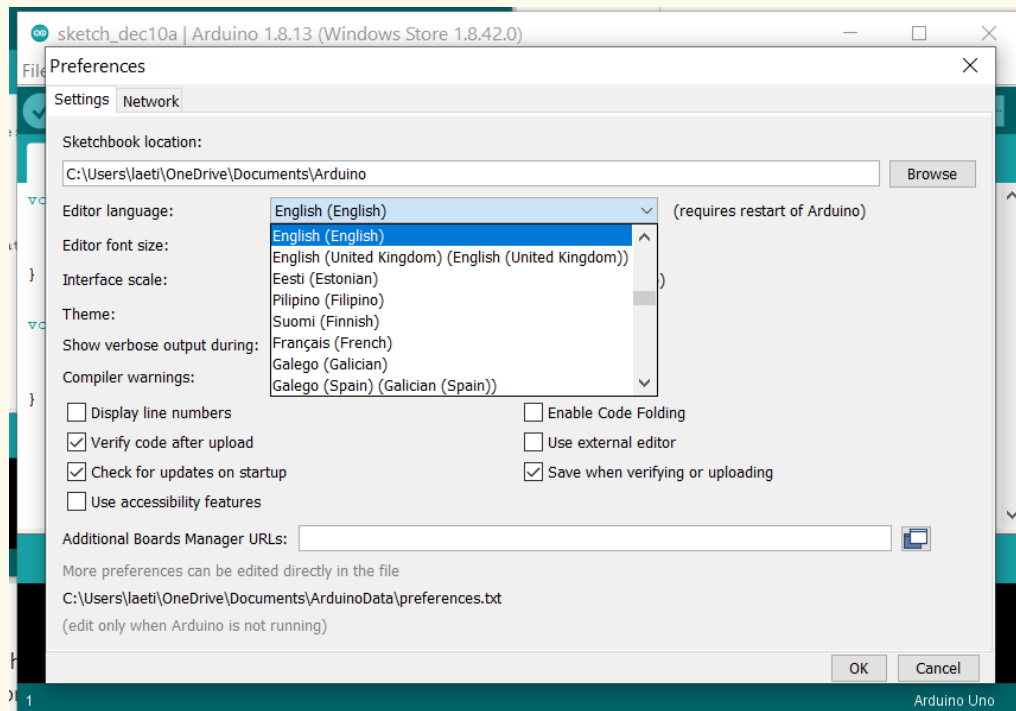 sketch_dec10a | Arduino 1.8.13 (Windows Store 1.8.42.0)
File
Preferences
Settings Network
Sketchbook location:
C:\Users\laeti\OneDrive\Documents\Arduino Browse
Editor language: English (English) (requires restart of Arduino)
English (English)
Editor font size:
English (United Kingdom) (English (United Kingdom))
Interface scale: Eesti (Estonian)
Pilipino (Filipino)
Theme:
Suomi (Finnish)
Show verbose output during: Français (French)
Galego (Galician)
Compiler warnings:
Galego (Spain) (Galician (Spain))
Display line numbers Enable Code Folding
Verify code after upload Use external editor
Check for updates on startup Save when verifying or uploading
Use accessibility features
Additional Boards Manager URLs:
More preferences can be edited directly in the file
C:\Users\laeti\OneDrive\Documents\ArduinoData\preferences.txt
(edit only when Arduino is not running)
OK Cancel
1 Arduino Uno